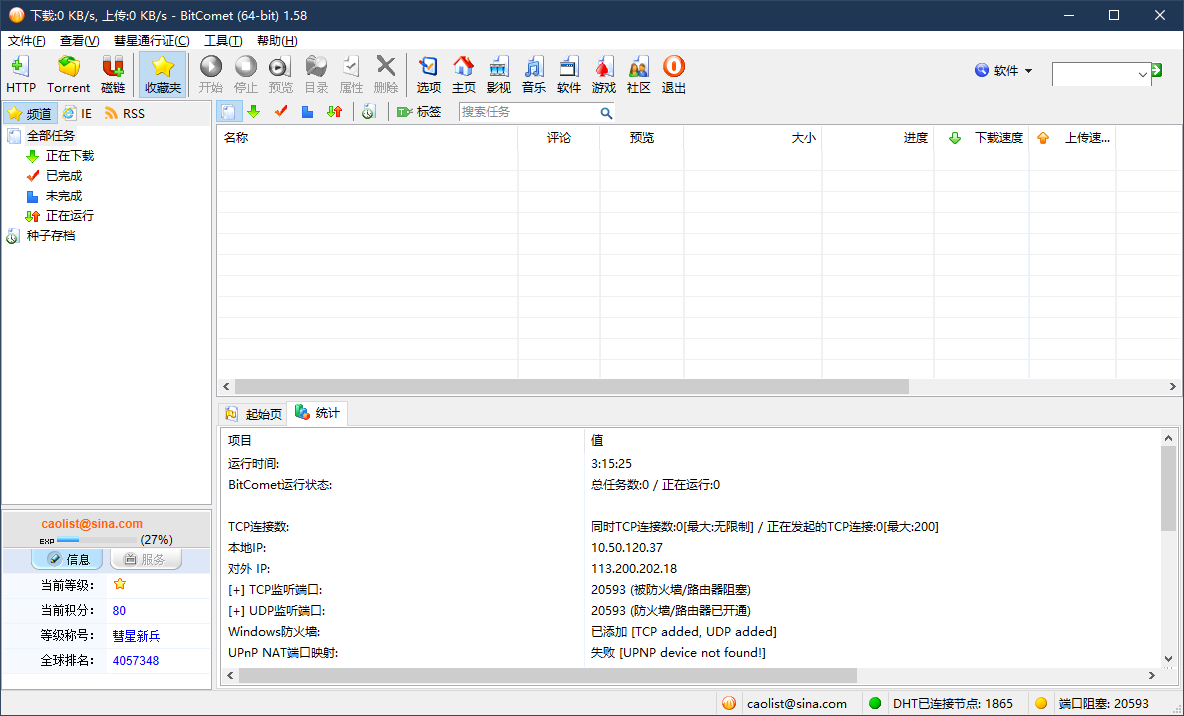 下载:0 KB/s, 上传:0 KB/s - BitComet (64-bit) 1.58
文件(F) 查看(V) 彗星通行证(C) 工具(T) 帮助(H)
HTTP Torrent 磁链 收藏夹 开始 停止 预览 目录 属性 删除 选项 主页 影视 音乐 软件 游戏 社区 退出 软件
频道 IE RSS 标签 搜索任务
全部任务
正在下载
已完成
未完成
正在运行
种子存档
名称 评论 预览 大小 进度 下载速度 上传速...
起始页 统计
项目 值
运行时间: 3:15:25
BitComet运行状态: 总任务数:0 / 正在运行:0
TCP连接数: 同时TCP连接数:0[最大:无限制] / 正在发起的TCP连接:0[最大:200]
本地IP: 10.50.120.37
对外 IP: 113.200.202.18
[+] TCP监听端口: 20593 (被防火墙/路由器阻塞)
[+] UDP监听端口: 20593 (防火墙/路由器已开通)
Windows防火墙: 已添加 [TCP added, UDP added]
UPnP NAT端口映射: 失败 [UPNP device not found!]
caolist@sina.com
EXP (27%)
信息 服务
当前等级:
当前积分: 80
等级称号: 彗星新兵
全球排名: 4057348
caolist@sina.com DHT已连接节点: 1865 端口阻塞: 20593